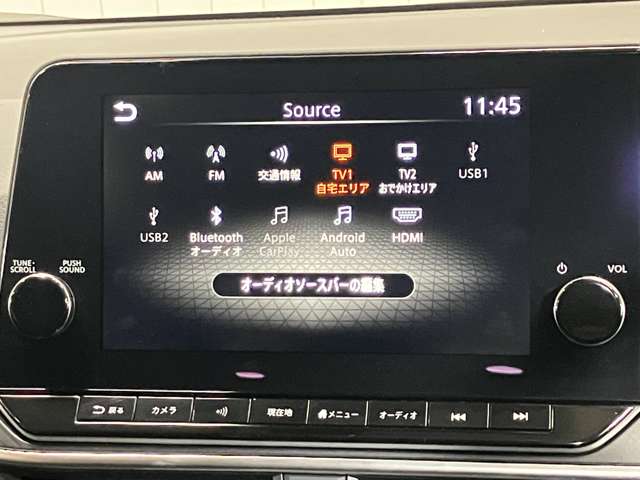 Source
11:45
AM
FM
交通情報
TV1
自宅エリア
TV2
おでかけエリア
USB1
USB2
Bluetooth
オーディオ
Apple
CarPlay
Android
Auto
HDMI
オーディオソースバーの編集
TUNE・
SCROLL
PUSH
SOUND
VOL
戻る
カメラ
現在地
メニュー
オーディオ